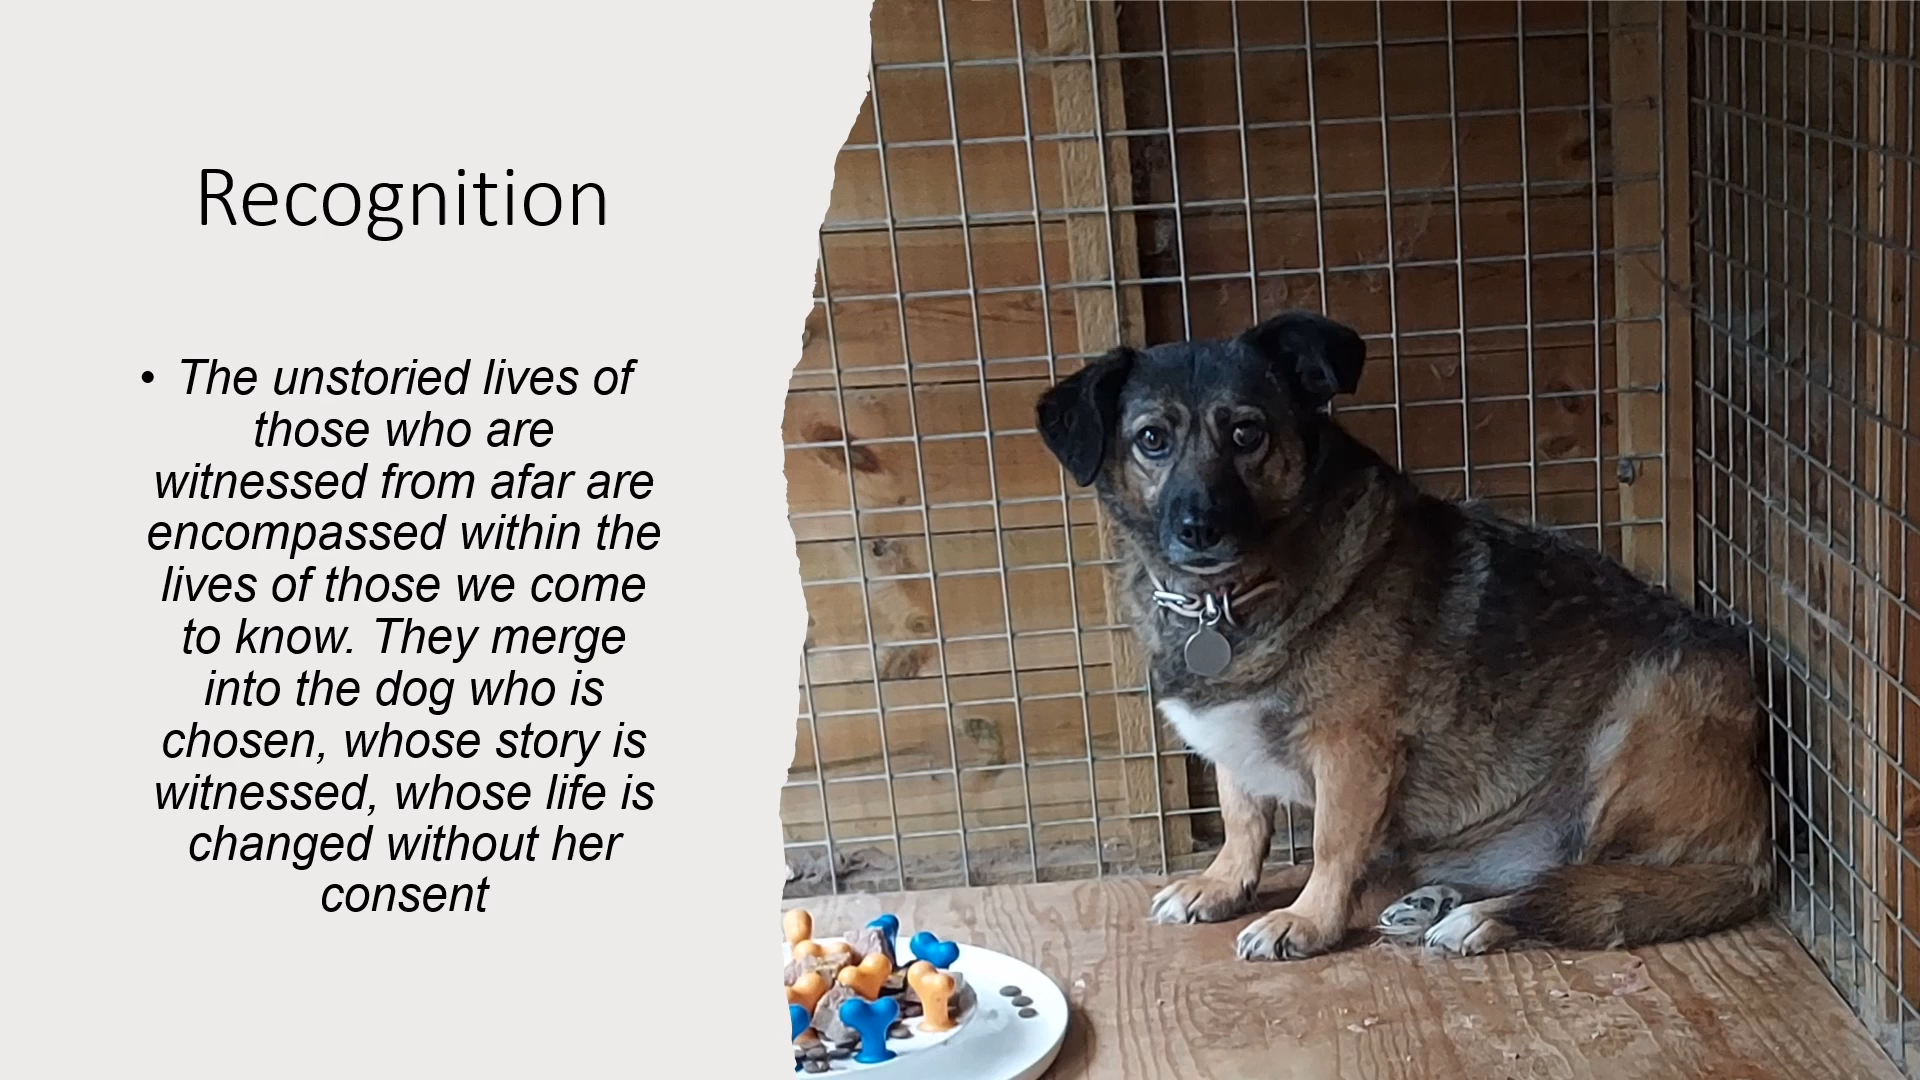 Recognition
• The unstoried lives of
those who are
witnessed from afar are
encompassed within the
lives of those we come
to know. They merge
into the dog who is
chosen, whose story is
witnessed, whose life is
changed without her
consent